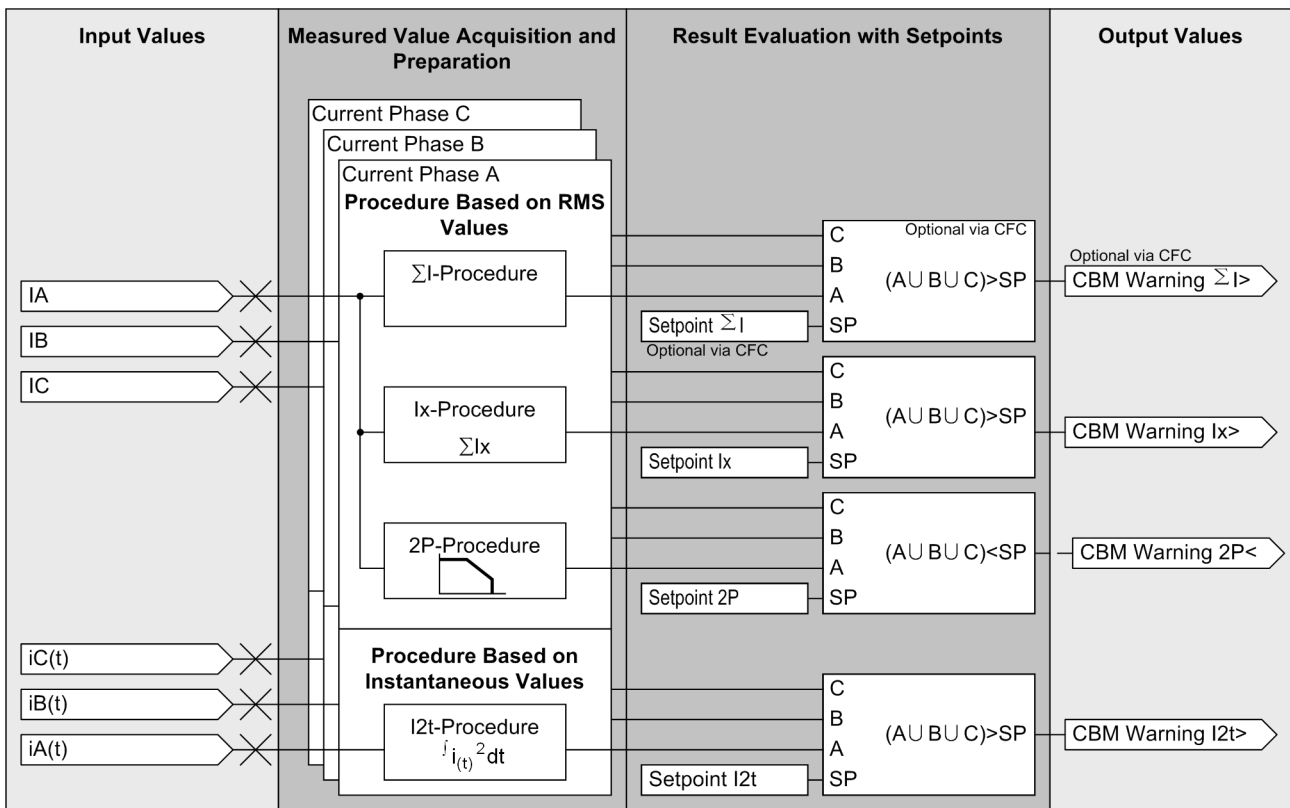 Input Values
Measured Value Acquisition and
Preparation
Result Evaluation with Setpoints
Output Values
Current Phase C
Current Phase B
Current Phase A
Procedure Based on RMS
Values
∑I-Procedure
Ix-Procedure
∑Ix
2P-Procedure
Procedure Based on
Instantaneous Values
I2t-Procedure
∫i(t)²dt
IA
IB
IC
iC(t)
iB(t)
iA(t)
C
B
A
SP
Optional via CFC
(A∪B∪C)>SP
Setpoint ∑I
Optional via CFC
Optional via CFC
CBM Warning ∑I>
C
B
A
SP
(A∪B∪C)>SP
Setpoint Ix
CBM Warning Ix>
C
B
A
SP
(A∪B∪C)<SP
Setpoint 2P
CBM Warning 2P<
C
B
A
SP
(A∪B∪C)>SP
Setpoint I2t
CBM Warning I2t>